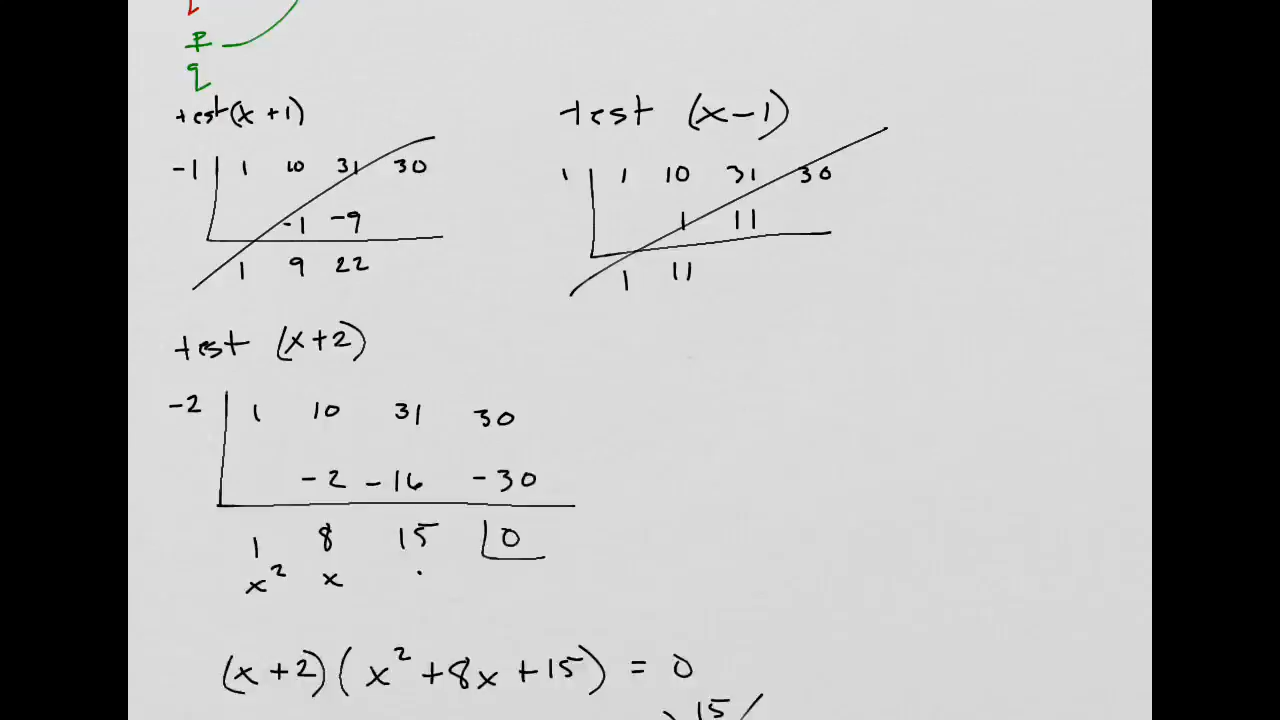 p
q
test (x + 1)
-1 1 10 31 30
-1 -9
1 9 22
test (x - 1)
1 1 10 31 30
1 11
1 11
test (x + 2)
-2 1 10 31 30
-2 -16 -30
1 8 15 0
x² x .
(x + 2)(x² + 8x + 15) = 0
15